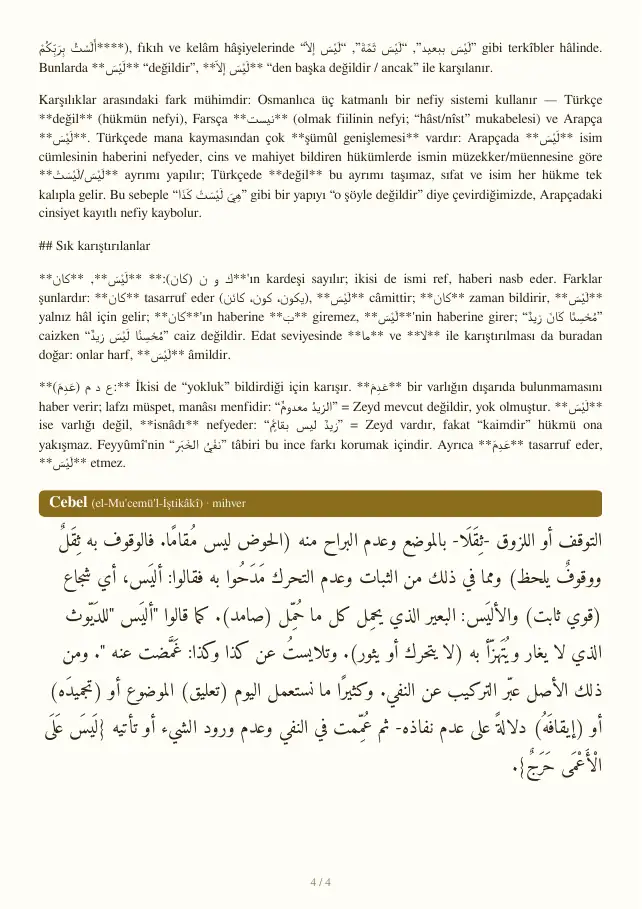 أَلَسْتُ بِرَبِّكُمْ****), fıkıh ve kelâm hâşiyelerinde “لَيْسَ إلاّ”, “لَيْسَ ثَمَّةَ”, “لَيْسَ ببعيد” gibi terkîbler hâlinde.
Bunlarda **لَيْسَ** “değildir”, **لَيْسَ إلاّ** “den başka değildir / ancak” ile karşılanır.
Karşılıklar arasındaki fark mühimdir: Osmanlıca üç katmanlı bir nefiy sistemi kullanır — Türkçe
**değil** (hükmün nefyi), Farsça **نيست** (olmak fiilinin nefyi; “hâst/nîst” mukabelesi) ve Arapça
**لَيْسَ**. Türkçede mana kaymasından çok **şümûl genişlemesi** vardır: Arapçada **لَيْسَ** isim
cümlesinin haberini nefyeder, cins ve mahiyet bildiren hükümlerde ismin müzekker/müennesine göre
**لَيْسَ/لَيْسَتْ** ayrımı yapılır; Türkçede **değil** bu ayrımı taşımaz, sıfat ve isim her hükme tek
kalıpla gelir. Bu sebeple “هِيَ لَيْسَتْ كَذَا” gibi bir yapıyı “o şöyle değildir” diye çevirdiğimizde, Arapçadaki
cinsiyet kayıtlı nefiy kaybolur.
## Sık karıştırılanlar
**ك و ن (كان):** **لَيْسَ**, **كان**'ın kardeşi sayılır; ikisi de ismi ref, haberi nasb eder. Farklar
şunlardır: **كان** tasarruf eder (يكون، كون، كائن), **لَيْسَ** câmittir; **كان** zaman bildirir, **لَيْسَ**
yalnız hâl için gelir; **كان**'ın haberine **ب** giremez, **لَيْسَ**'nin haberine girer; “مُحْسِنًا كَانَ زيدٌ”
caizken “مُحْسِنًا لَيْسَ زيدٌ” caiz değildir. Edat seviyesinde **ما** ve **لا** ile karıştırılması da buradan
doğar: onlar harf, **لَيْسَ** âmildir.
**ع د م (عَدِمَ):** İkisi de “yokluk” bildirdiği için karışır. **عَدِمَ** bir varlığın dışarıda bulunmamasını
haber verir; lafzı müspet, manâsı menfidir: “الزيدُ معدومٌ” = Zeyd mevcut değildir, yok olmuştur. **لَيْسَ**
ise varlığı değil, **isnâdı** nefyeder: “زيدٌ ليس بقائمٍ” = Zeyd vardır, fakat “kaimdir” hükmü ona
yakışmaz. Feyyûmî'nin “نَفْيُ الخَبَر” tâbiri bu ince farkı korumak içindir. Ayrıca **عَدِمَ** tasarruf eder,
**لَيْسَ** etmez.
Cebel (el-Mu'cemü'l-İştikâkî) · mihver
التوقف أو اللزوق -ثِقَلًا- بالموضع وعدم البراح منه (الحوض ليس مُقامًا. فالوقوف به ثِقَلٌ
ووقوفٌ يلحظ) ومما في ذلك من الثبات وعدم التحرك مَدَحُوا به فقالوا: أليَس، أي شجاع
(قوي ثابت) والأليَس: البعير الذي يحمِل كل ما حُمِّل (صامد). كما قالوا "أليَس "للدَيّوث
الذي لا يغار ويُتَهزّأ به (لا يتحرك أو يثور). وتلايستُ عن كذا وكذا: غَمَّضت عنه ". ومن
ذلك الأصل عبّر التركيب عن النفي. وكثيرًا ما نستعمل اليوم (تعليق) الموضوع أو (تجميدَه)
أو (إيقافَهُ) دلالةً على عدم نفاذه- ثم عُمِّمت في النفي وعدم ورود الشيء أو تأتيه {لَيسَ عَلَى
الْأَعْمَى حَرَجٌ}.
4 / 4